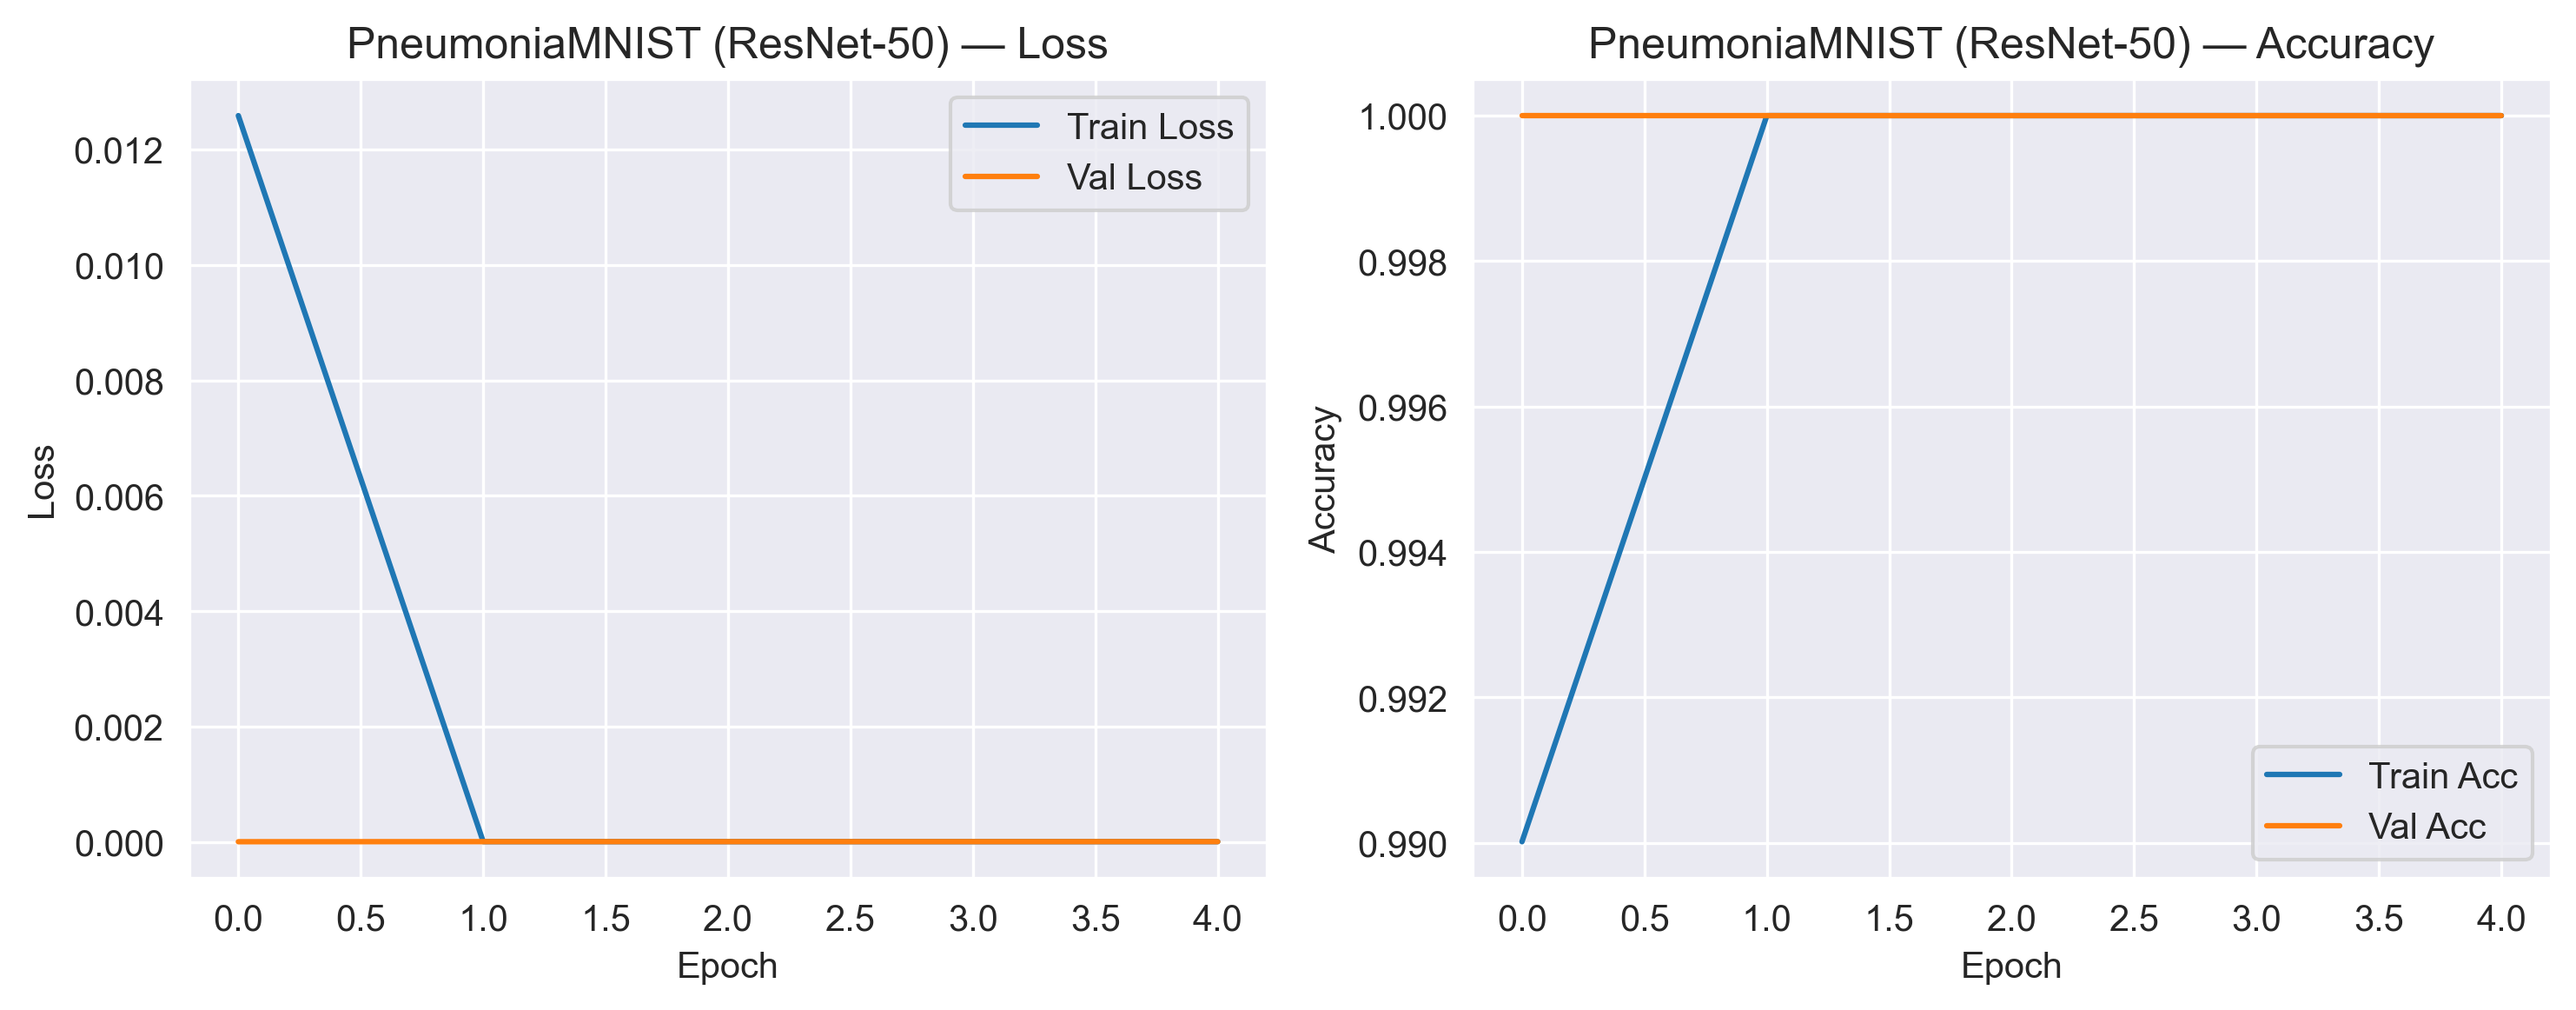 PneumoniaMNIST (ResNet-50) — Loss
0.012
0.010
0.008
0.006
0.004
0.002
0.000
Loss
Train Loss
Val Loss
0.0 0.5 1.0 1.5 2.0 2.5 3.0 3.5 4.0
Epoch
PneumoniaMNIST (ResNet-50) — Accuracy
1.000
0.998
0.996
0.994
0.992
0.990
Accuracy
Train Acc
Val Acc
0.0 0.5 1.0 1.5 2.0 2.5 3.0 3.5 4.0
Epoch